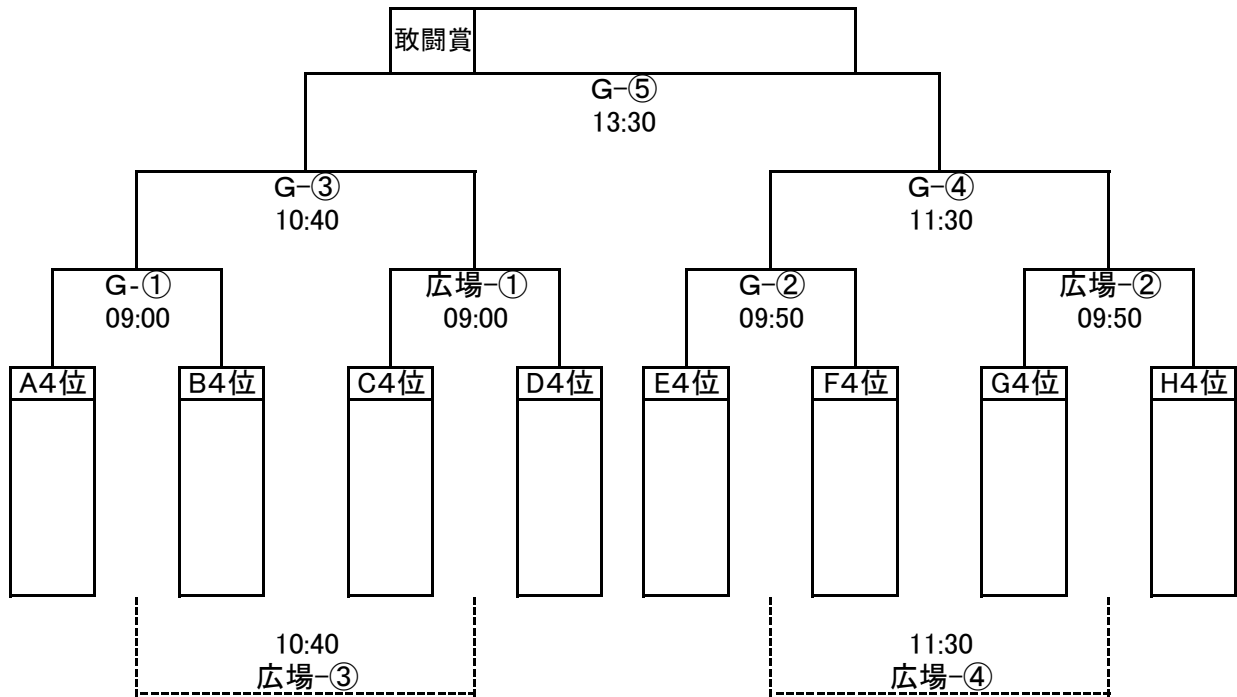 敢闘賞
G-⑤
13:30
G-③
10:40
G-④
11:30
G-①
09:00
広場-①
09:00
G-②
09:50
広場-②
09:50
A4位
B4位
C4位
D4位
E4位
F4位
G4位
H4位
10:40
広場-③
11:30
広場-④